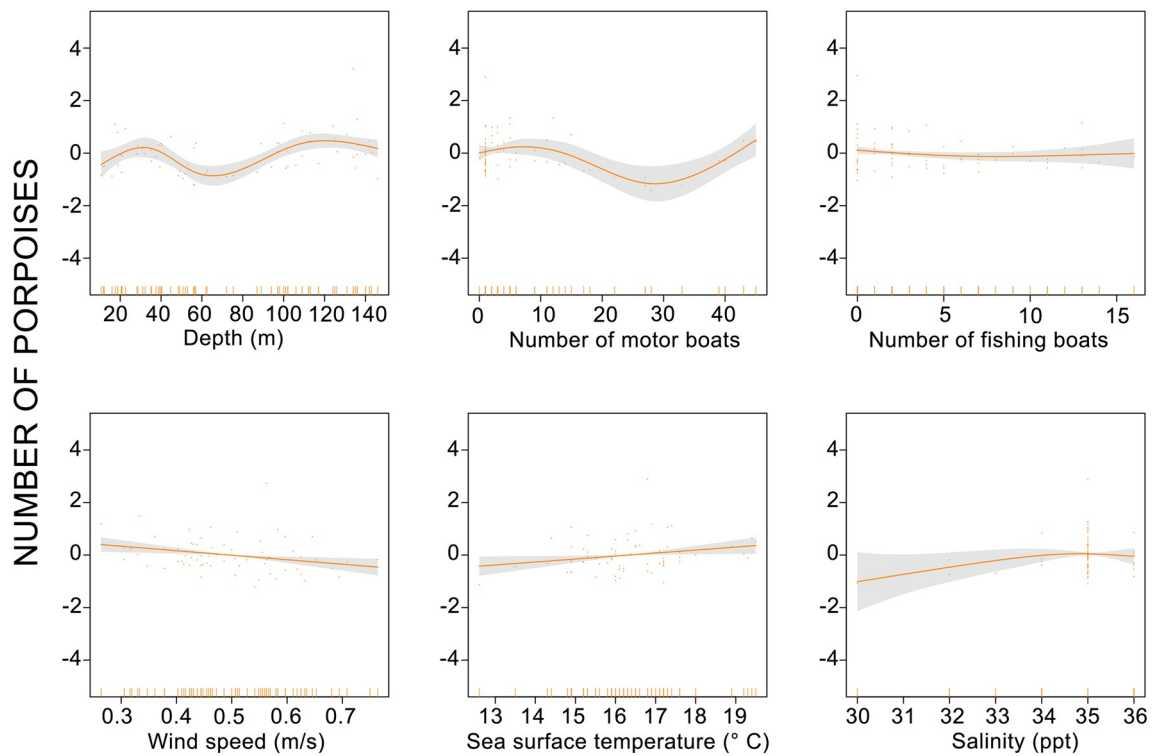 NUMBER OF PORPOISES
4
2
0
-2
-4
20 40 60 80 100 120 140
Depth (m)
4
2
0
-2
-4
0 10 20 30 40
Number of motor boats
4
2
0
-2
-4
0 5 10 15
Number of fishing boats
4
2
0
-2
-4
0.3 0.4 0.5 0.6 0.7
Wind speed (m/s)
4
2
0
-2
-4
13 14 15 16 17 18 19
Sea surface temperature (° C)
4
2
0
-2
-4
30 31 32 33 34 35 36
Salinity (ppt)